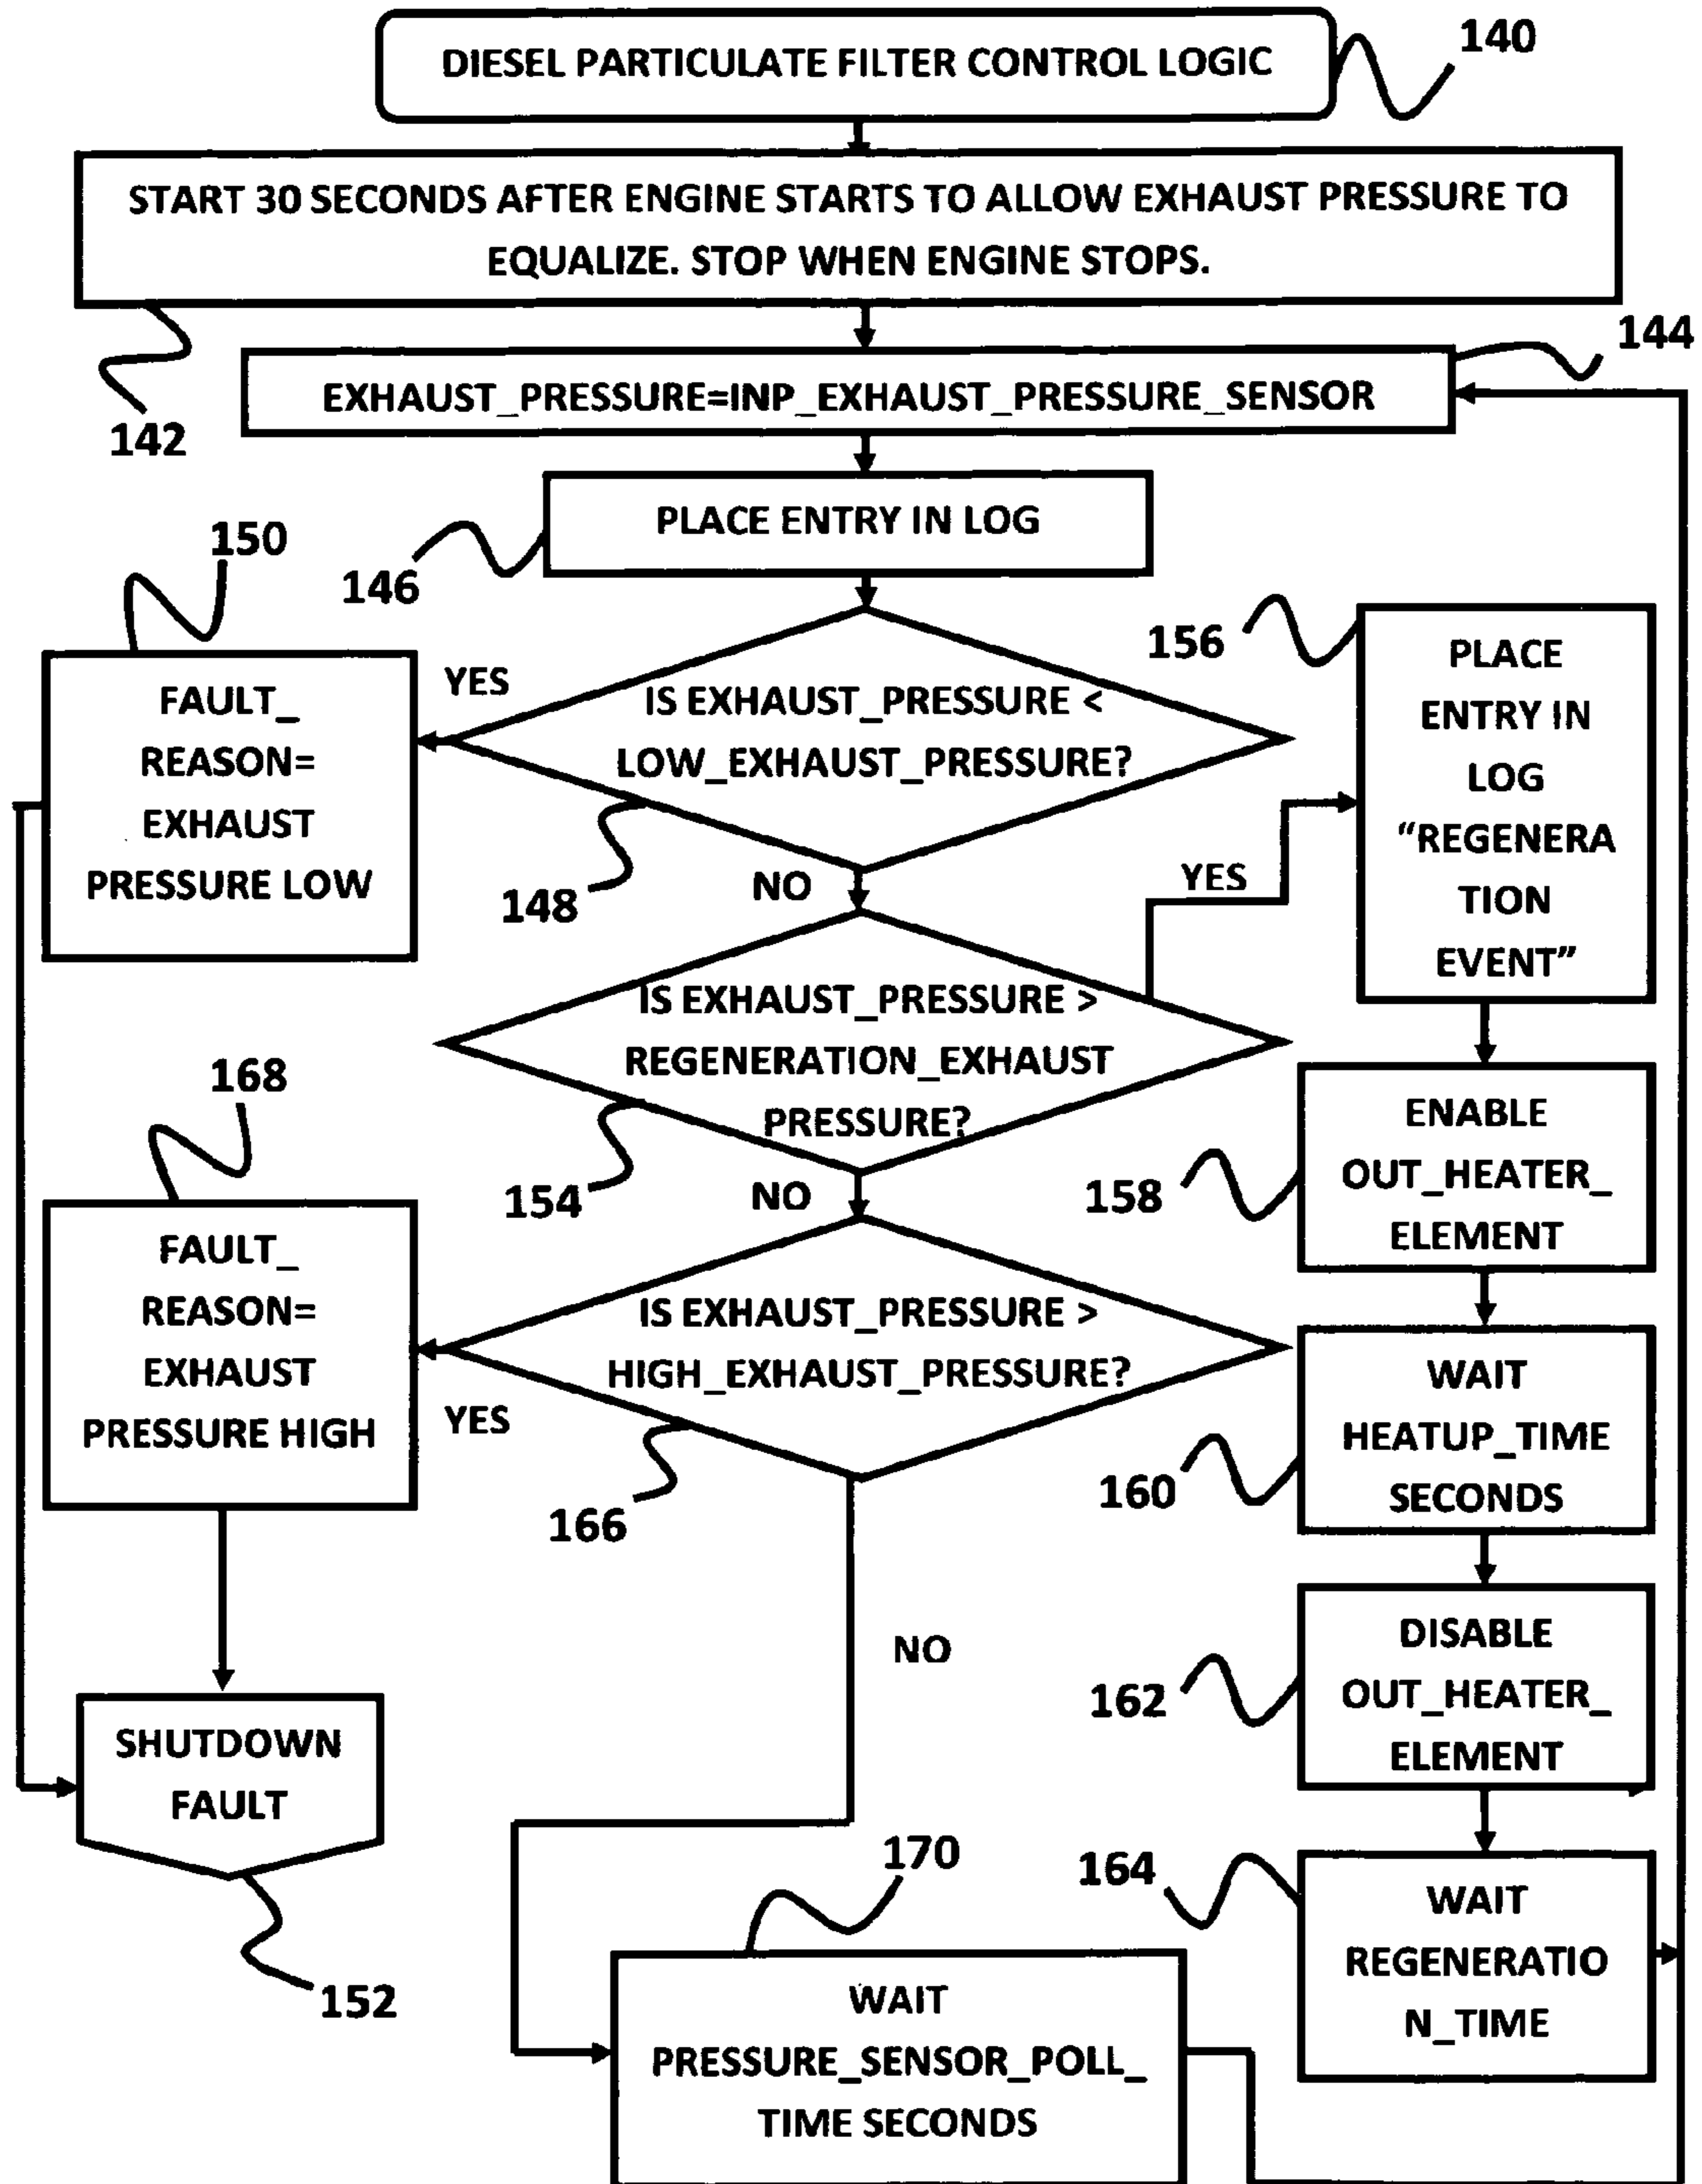 DIESEL PARTICULATE FILTER CONTROL LOGIC
140
START 30 SECONDS AFTER ENGINE STARTS TO ALLOW EXHAUST PRESSURE TO
EQUALIZE. STOP WHEN ENGINE STOPS.
142
144
EXHAUST_PRESSURE=INP_EXHAUST_PRESSURE_SENSOR
PLACE ENTRY IN LOG
146
150
FAULT_
REASON=
EXHAUST
PRESSURE LOW
YES
IS EXHAUST_PRESSURE <
LOW_EXHAUST_PRESSURE?
148
NO
156
PLACE
ENTRY IN
LOG
“REGENERA
TION
EVENT”
YES
IS EXHAUST_PRESSURE >
REGENERATION_EXHAUST
PRESSURE?
154
NO
158
ENABLE
OUT_HEATER_
ELEMENT
168
FAULT_
REASON=
EXHAUST
PRESSURE HIGH
YES
IS EXHAUST_PRESSURE >
HIGH_EXHAUST_PRESSURE?
166
NO
160
WAIT
HEATUP_TIME
SECONDS
162
DISABLE
OUT_HEATER_
ELEMENT
SHUTDOWN
FAULT
152
170
WAIT
PRESSURE_SENSOR_POLL_
TIME SECONDS
164
WAIT
REGENERATIO
N_TIME